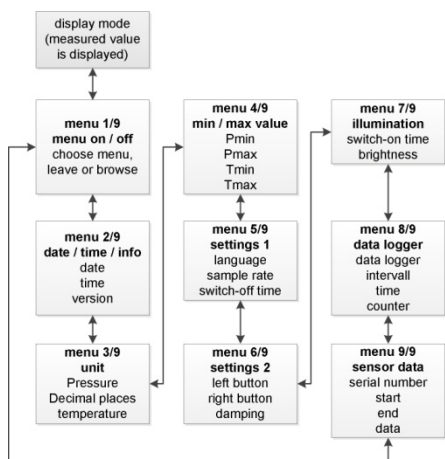 display mode
(measured value
is displayed)
menu 1/9
menu on / off
choose menu,
leave or browse
menu 2/9
date / time / info
date
time
version
menu 3/9
unit
Pressure
Decimal places
temperature
menu 4/9
min / max value
Pmin
Pmax
Tmin
Tmax
menu 5/9
settings 1
language
sample rate
switch-off time
menu 6/9
settings 2
left button
right button
damping
menu 7/9
illumination
switch-on time
brightness
menu 8/9
data logger
data logger
intervall
time
counter
menu 9/9
sensor data
serial number
start
end
data